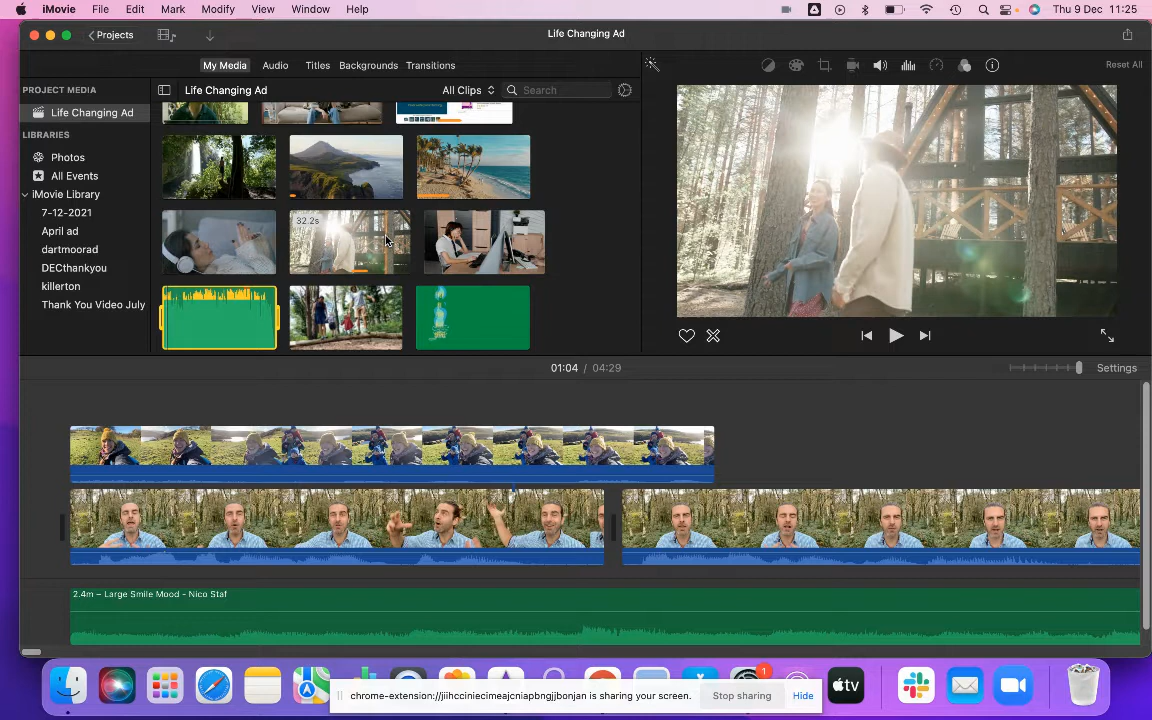 iMovie File Edit Mark Modify View Window Help Thu 9 Dec 11:25
Projects Life Changing Ad
My Media Audio Titles Backgrounds Transitions
Reset All
PROJECT MEDIA
Life Changing Ad
LIBRARIES
Photos
All Events
iMovie Library
7-12-2021
April ad
dartmoorad
DECthankyou
killerton
Thank You Video July
Life Changing Ad All Clips Search
32.2s
01:04 / 04:29 Settings
2.4m – Large Smile Mood - Nico Staf
1
tv
chrome-extension://jiihcciniecimeajcniapbngjjbonjan is sharing your screen. Stop sharing Hide